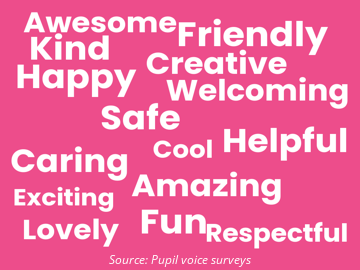 Awesome
Friendly
Kind
Creative
Happy
Welcoming
Safe
Helpful
Cool
Caring
Amazing
Exciting
Fun
Lovely
Respectful
Source: Pupil voice surveys